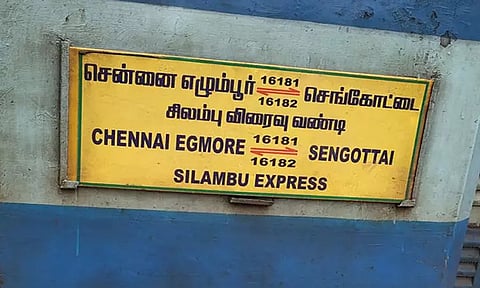 சென்னை எழும்பூர் 16181 16182 செங்கோட்டை
சிலம்பு விரைவு வண்டி
CHENNAI EGMORE 16181 16182 SENGOTTAI
SILAMBU EXPRESS